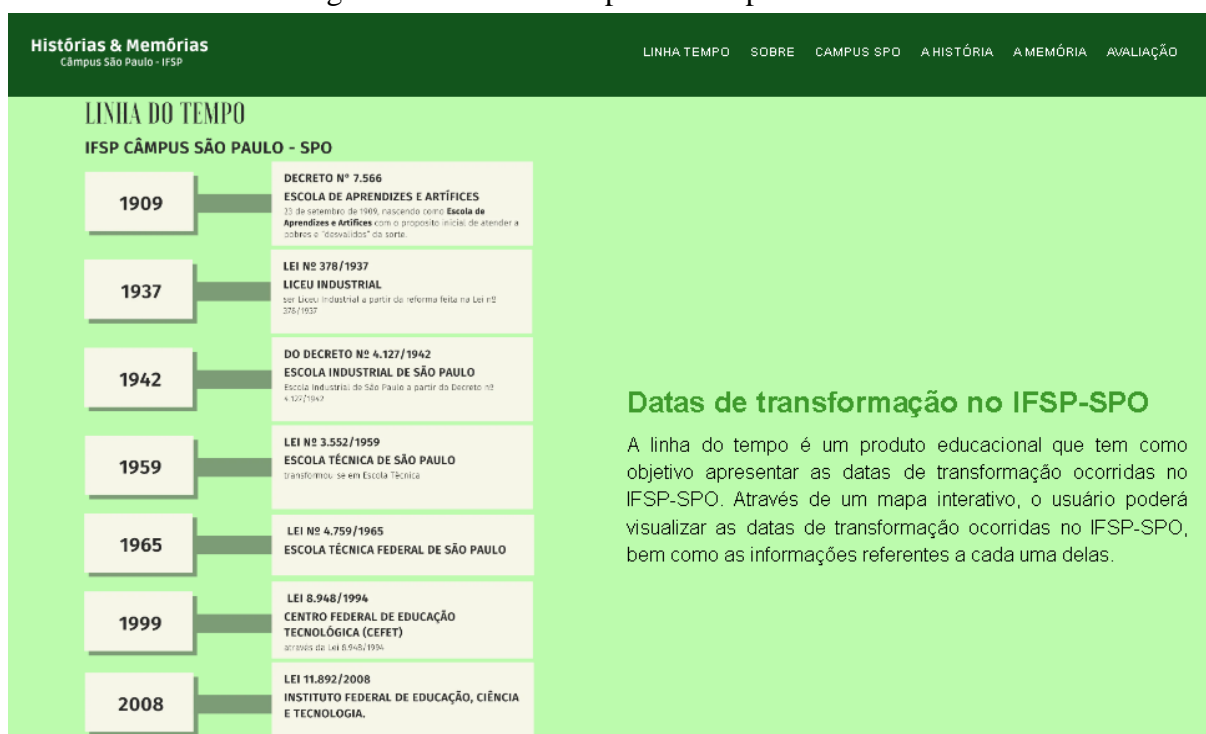 Histórias & Memórias
Câmpus São Paulo - IFSP
LINHA TEMPO SOBRE CAMPUS SPO A HISTÓRIA A MEMÓRIA AVALIAÇÃO
LINHA DO TEMPO
IFSP CÂMPUS SÃO PAULO - SPO
1909
DECRETO Nº 7.566
ESCOLA DE APRENDIZES E ARTÍFICES
23 de setembro de 1909, nascendo como Escola de
Aprendizes e Artífices com o proposito inicial de atender a
pobres e "desvalidos" da sorte.
1937
LEI Nº 378/1937
LICEU INDUSTRIAL
ser Liceu Industrial a partir da reforma feita na Lei nº
378/1937
1942
DO DECRETO Nº 4.127/1942
ESCOLA INDUSTRIAL DE SÃO PAULO
Escola Industrial de São Paulo a partir do Decreto nº
4.127/1942
1959
LEI Nº 3.552/1959
ESCOLA TÉCNICA DE SÃO PAULO
transformou se em Escola Técnica
1965
LEI Nº 4.759/1965
ESCOLA TÉCNICA FEDERAL DE SÃO PAULO
1999
LEI 8.948/1994
CENTRO FEDERAL DE EDUCAÇÃO
TECNOLÓGICA (CEFET)
através da Lei 8.948/1994
2008
LEI 11.892/2008
INSTITUTO FEDERAL DE EDUCAÇÃO, CIÊNCIA
E TECNOLOGIA.
Datas de transformação no IFSP-SPO
A linha do tempo é um produto educacional que tem como
objetivo apresentar as datas de transformação ocorridas no
IFSP-SPO. Através de um mapa interativo, o usuário poderá
visualizar as datas de transformação ocorridas no IFSP-SPO,
bem como as informações referentes a cada uma delas.